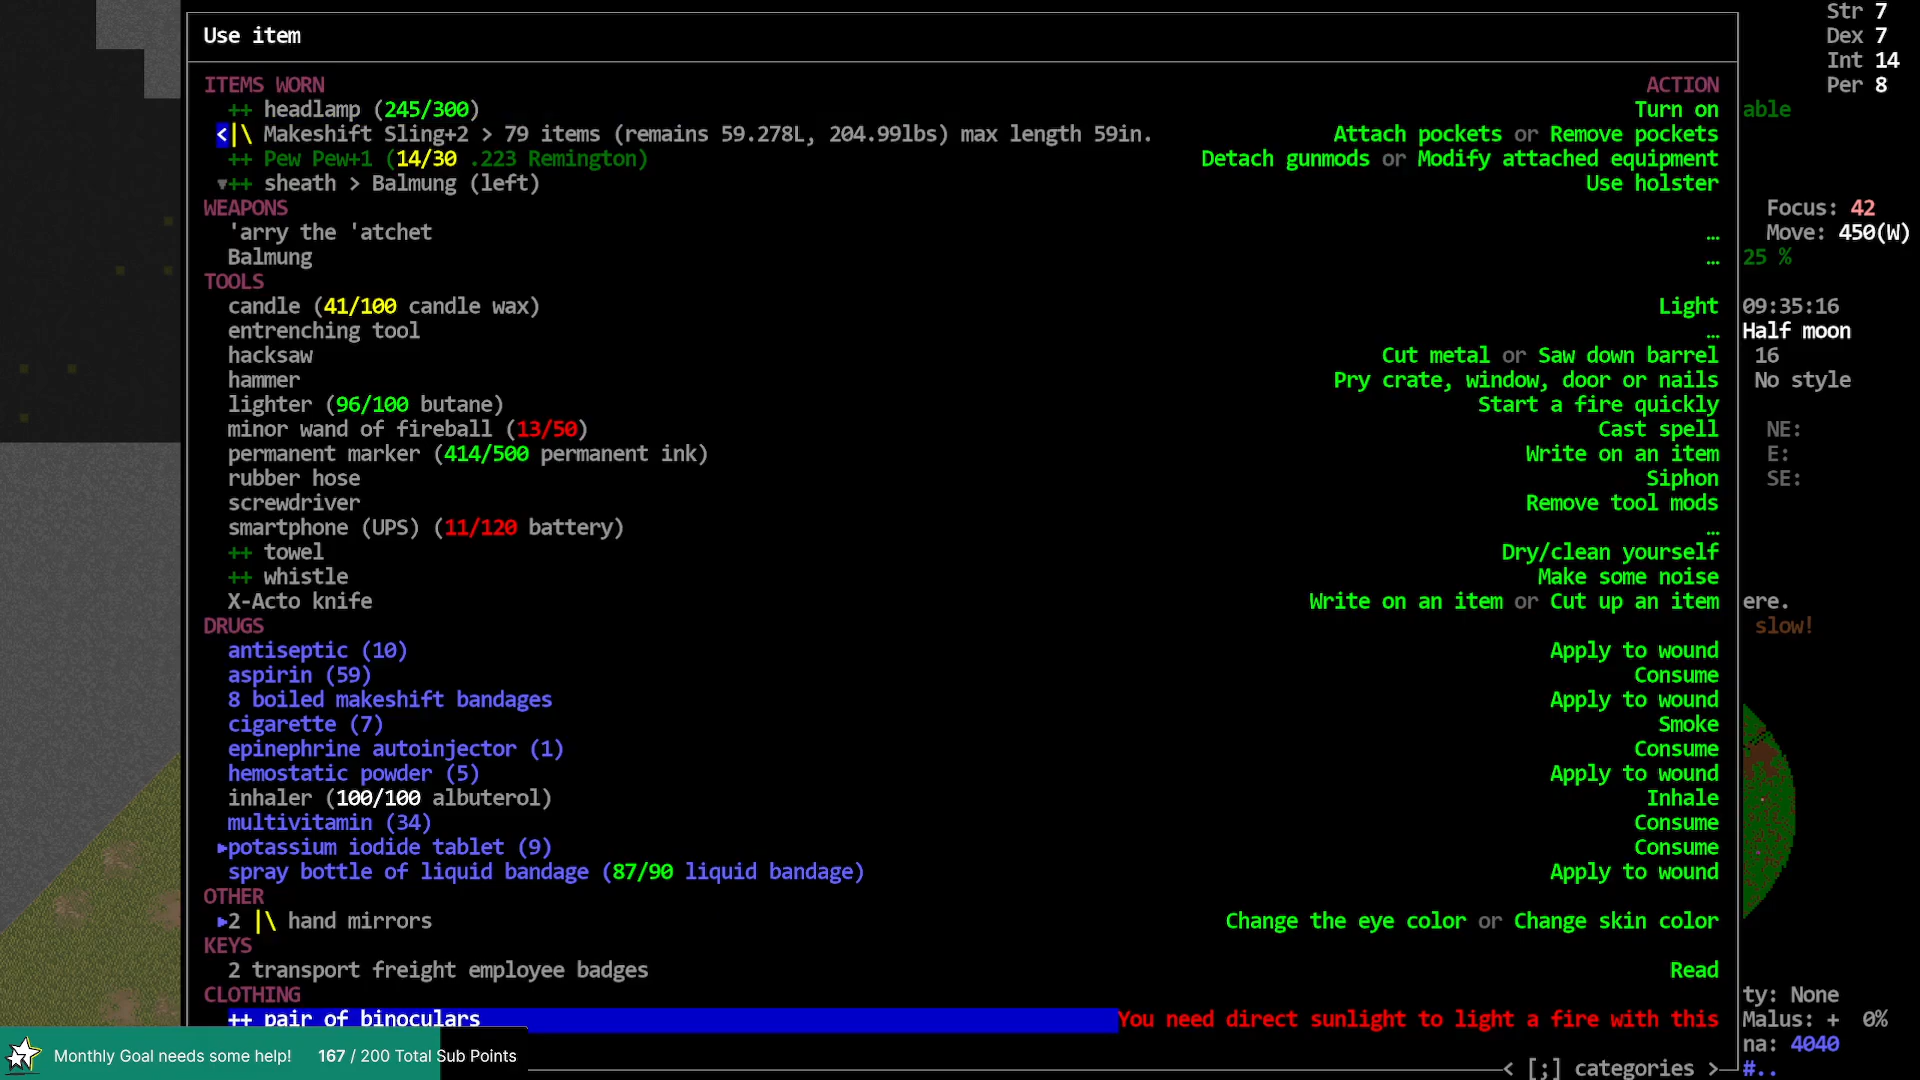 Use item
Str 7
Dex 7
Int 14
Per 8
ITEMS WORN ACTION
++ headlamp (245/300) Turn on able
<|\ Makeshift Sling+2 > 79 items (remains 59.278L, 204.99lbs) max length 59in. Attach pockets or Remove pockets
++ Pew Pew+1 (14/30 .223 Remington) Detach gunmods or Modify attached equipment
▼++ sheath > Balmung (left) Use holster
WEAPONS Focus: 42
'arry the 'atchet … Move: 450(W)
Balmung … 25 %
TOOLS
candle (41/100 candle wax) Light 09:35:16
entrenching tool … Half moon
hacksaw Cut metal or Saw down barrel 16
hammer Pry crate, window, door or nails No style
lighter (96/100 butane) Start a fire quickly
minor wand of fireball (13/50) Cast spell NE:
permanent marker (414/500 permanent ink) Write on an item E:
rubber hose Siphon SE:
screwdriver Remove tool mods
smartphone (UPS) (11/120 battery) …
++ towel Dry/clean yourself
++ whistle Make some noise
X-Acto knife Write on an item or Cut up an item ere.
DRUGS slow!
antiseptic (10) Apply to wound
aspirin (59) Consume
8 boiled makeshift bandages Apply to wound
cigarette (7) Smoke
epinephrine autoinjector (1) Consume
hemostatic powder (5) Apply to wound
inhaler (100/100 albuterol) Inhale
multivitamin (34) Consume
▶potassium iodide tablet (9) Consume
spray bottle of liquid bandage (87/90 liquid bandage) Apply to wound
OTHER
▶2 |\ hand mirrors Change the eye color or Change skin color
KEYS
2 transport freight employee badges Read
CLOTHING ty: None
++ pair of binoculars You need direct sunlight to light a fire with this Malus: + 0%
Monthly Goal needs some help! 167 / 200 Total Sub Points na: 4040
< [;] categories > #..